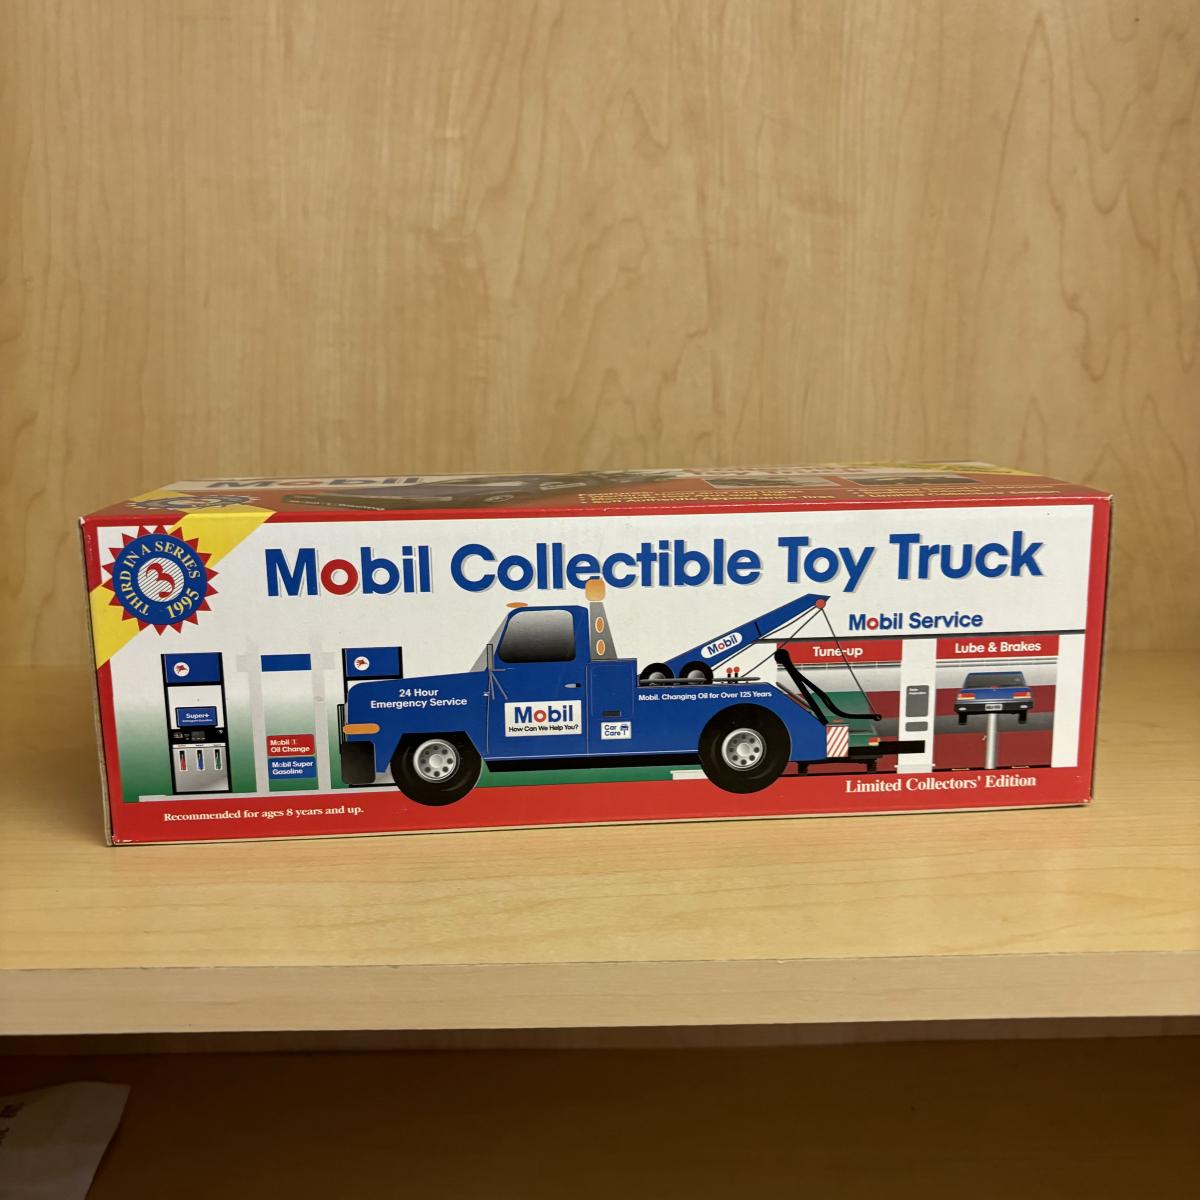 Mobil
THIRD IN A SERIES
3
1995
Mobil Collectible Toy Truck
Mobil Service
Tune-up
Lube & Brakes
Mobil
24 Hour
Emergency Service
Mobil. Changing Oil for Over 125 Years
Mobil
How Can We Help You?
Car
Care
Super+
Mobil 1
Oil Change
Mobil Super
Gasoline
Limited Collectors' Edition
Recommended for ages 8 years and up.